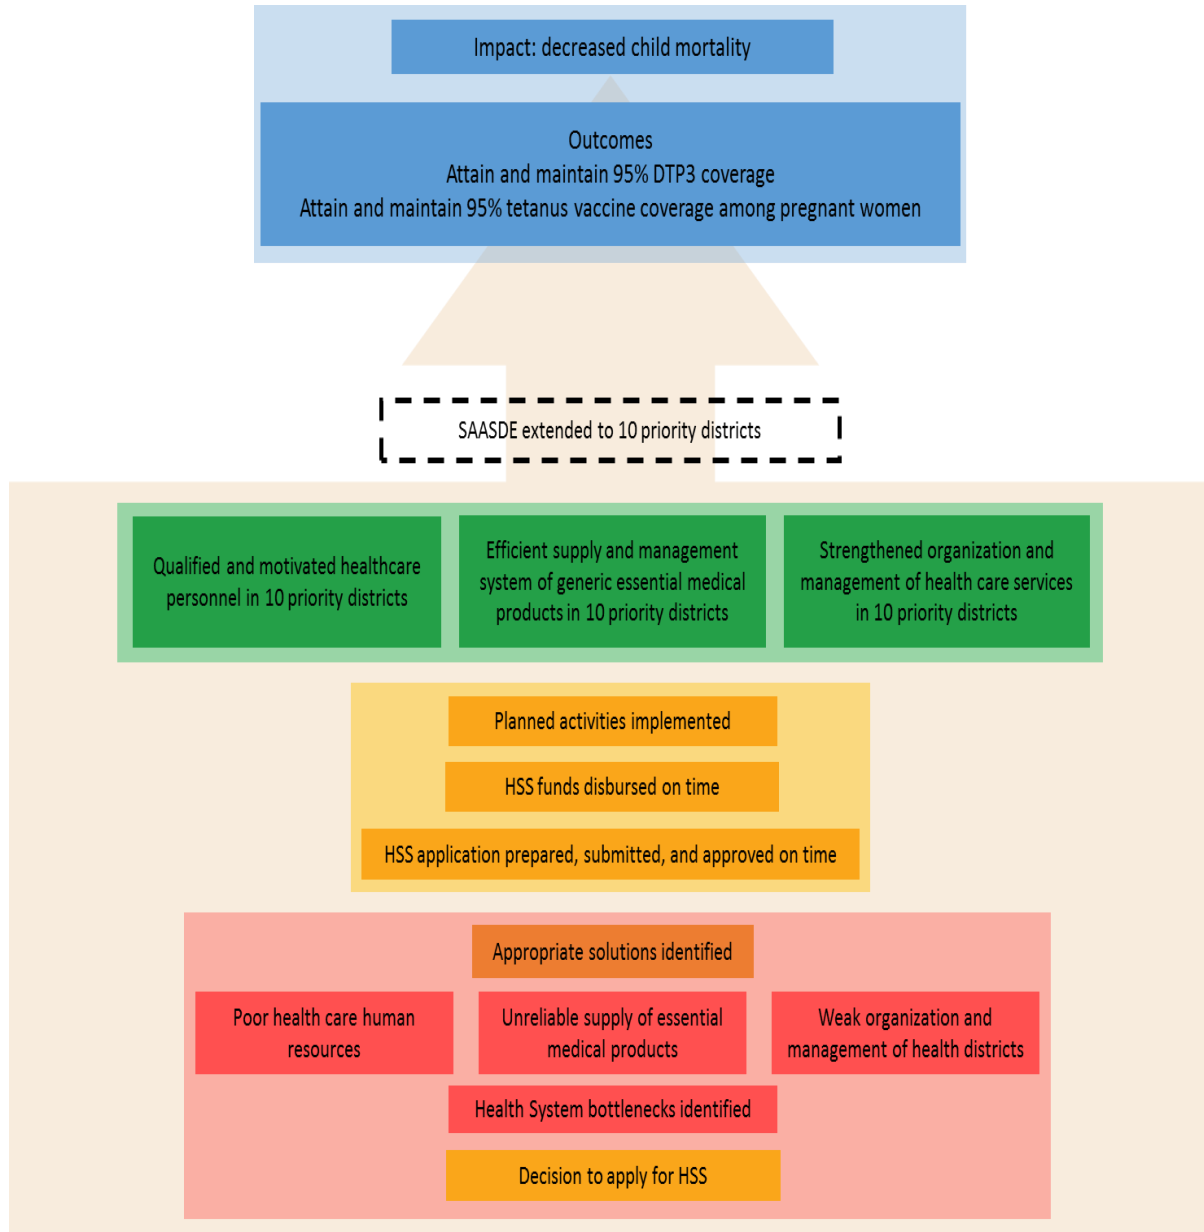 Impact: decreased child mortality
Outcomes
Attain and maintain 95% DTP3 coverage
Attain and maintain 95% tetanus vaccine coverage among pregnant women
SAASDE extended to 10 priority districts
Qualified and motivated healthcare
personnel in 10 priority districts
Efficient supply and management
system of generic essential medical
products in 10 priority districts
Strengthened organization and
management of health care services
in 10 priority districts
Planned activities implemented
HSS funds disbursed on time
HSS application prepared, submitted, and approved on time
Appropriate solutions identified
Poor health care human
resources
Unreliable supply of essential
medical products
Weak organization and
management of health districts
Health System bottlenecks identified
Decision to apply for HSS